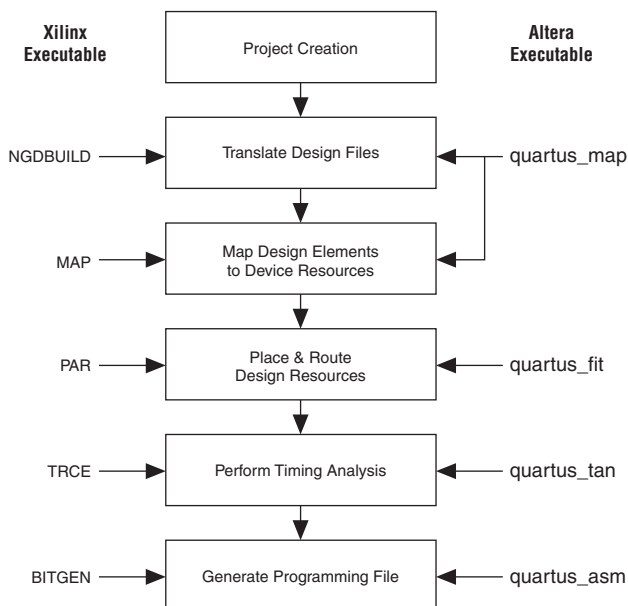 Xilinx
Executable
Project Creation
Altera
Executable
NGDBUILD
Translate Design Files
quartus_map
MAP
Map Design Elements
to Device Resources
PAR
Place & Route
Design Resources
quartus_fit
TRCE
Perform Timing Analysis
quartus_tan
BITGEN
Generate Programming File
quartus_asm